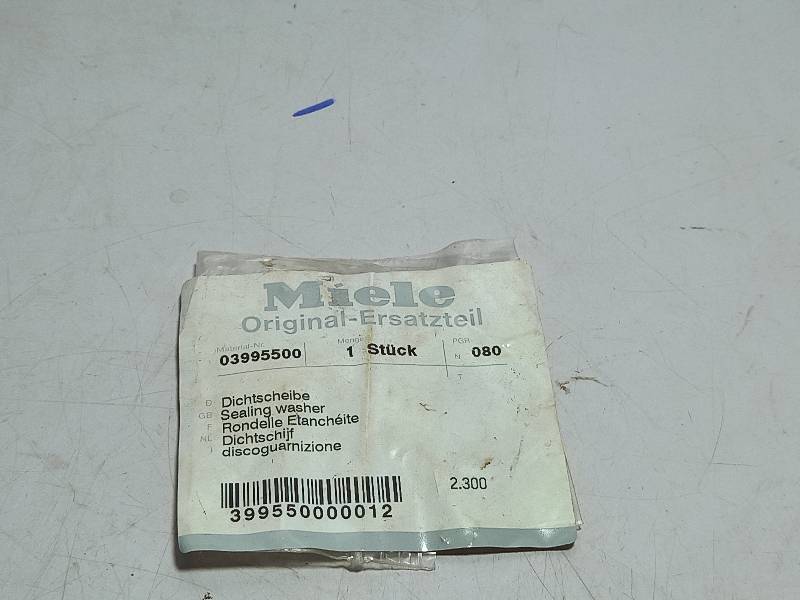 Miele
Original-Ersatzteil
Material-Nr. Menge PGR
03995500 1 Stück N 080
T
D Dichtscheibe
GB Sealing washer
F Rondelle Etanchéite
NL Dichtschijf
I discoguarnizione
2.300
399550000012